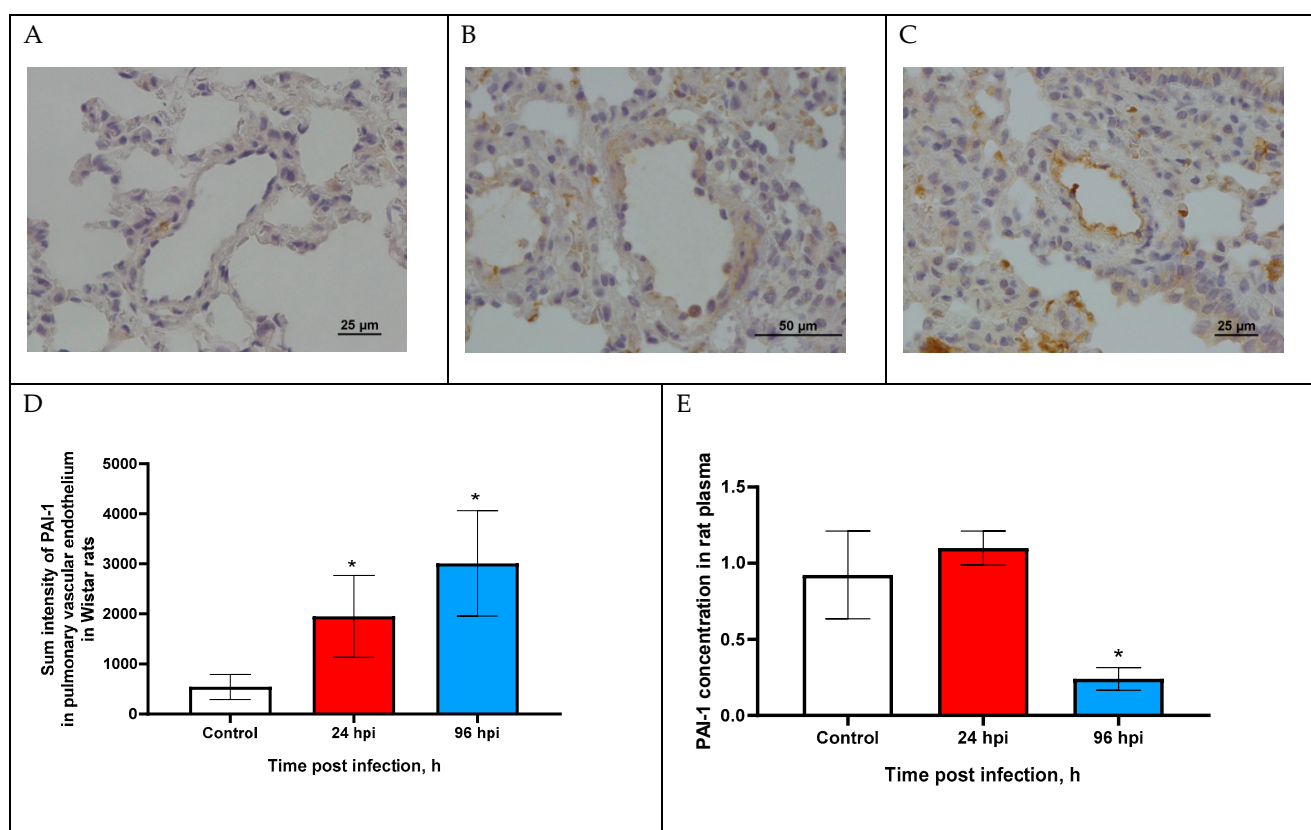 A
B
C
25 µm
50 µm
25 µm
D
E
Sum intensity of PAI-1
in pulmonary vascular endothelium
in Wistar rats
5000
4000
3000
2000
1000
0
*
*
Control
24 hpi
96 hpi
Time post infection, h
PAI-1 concentration in rat plasma
1.5
1.0
0.5
0.0
*
Control
24 hpi
96 hpi
Time post infection, h